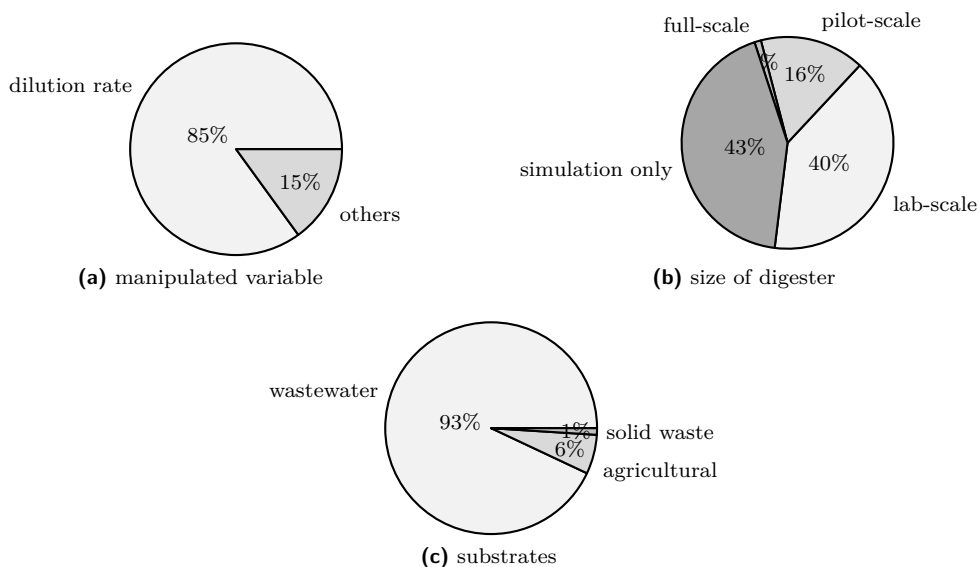 dilution rate
85%
15%
others
(a) manipulated variable
full-scale
pilot-scale
%
16%
43%
simulation only
40%
lab-scale
(b) size of digester
wastewater
93%
1%
solid waste
6%
agricultural
(c) substrates